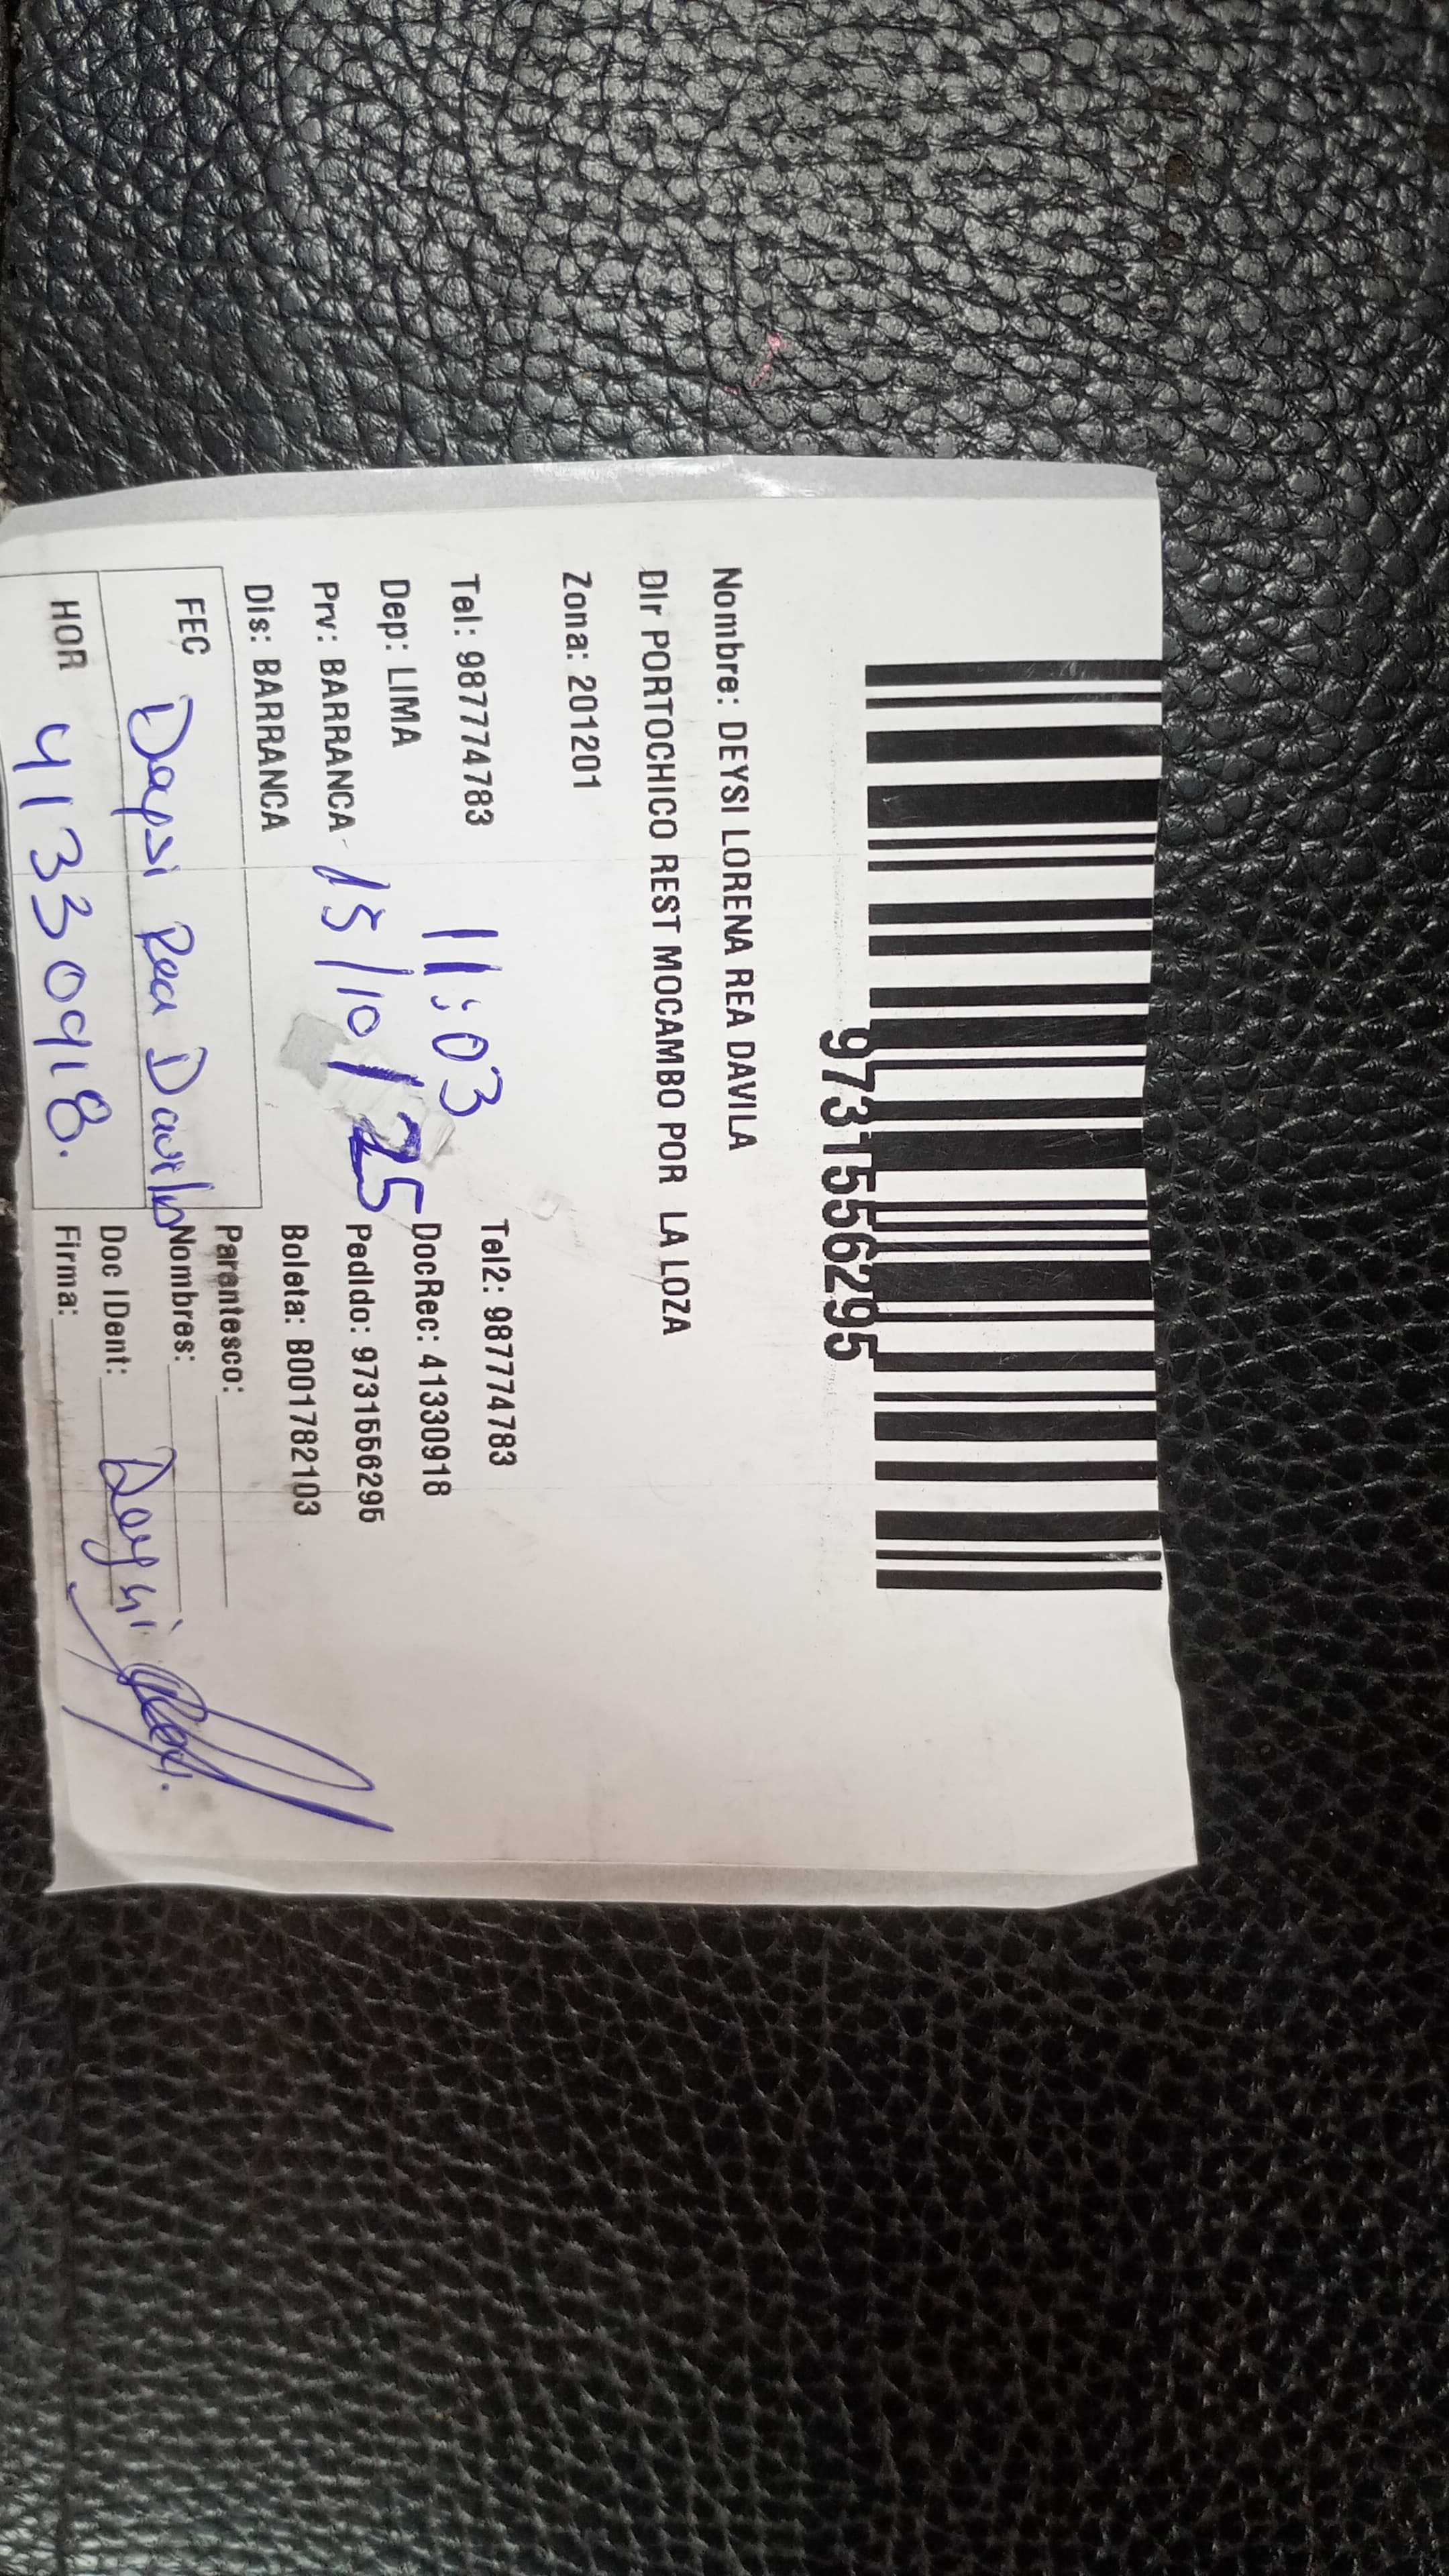 9731556295
Nombre: DEYSI LORENA REA DAVILA
Dir PORTOCHICO REST MOCAMBO POR LA LOZA
Zona: 201201
Tel: 987774783 Tel2: 987774783
Dep: LIMA 11:03 DocRec: 41330918
Prv: BARRANCA 15/10/25 Pedido: 9731556295
Dis: BARRANCA Boleta: B001782103
Parentesco:
FEC Deysi Rea Davila Nombres:
HOR 41330918. Doc IDent: Deysi
Firma: